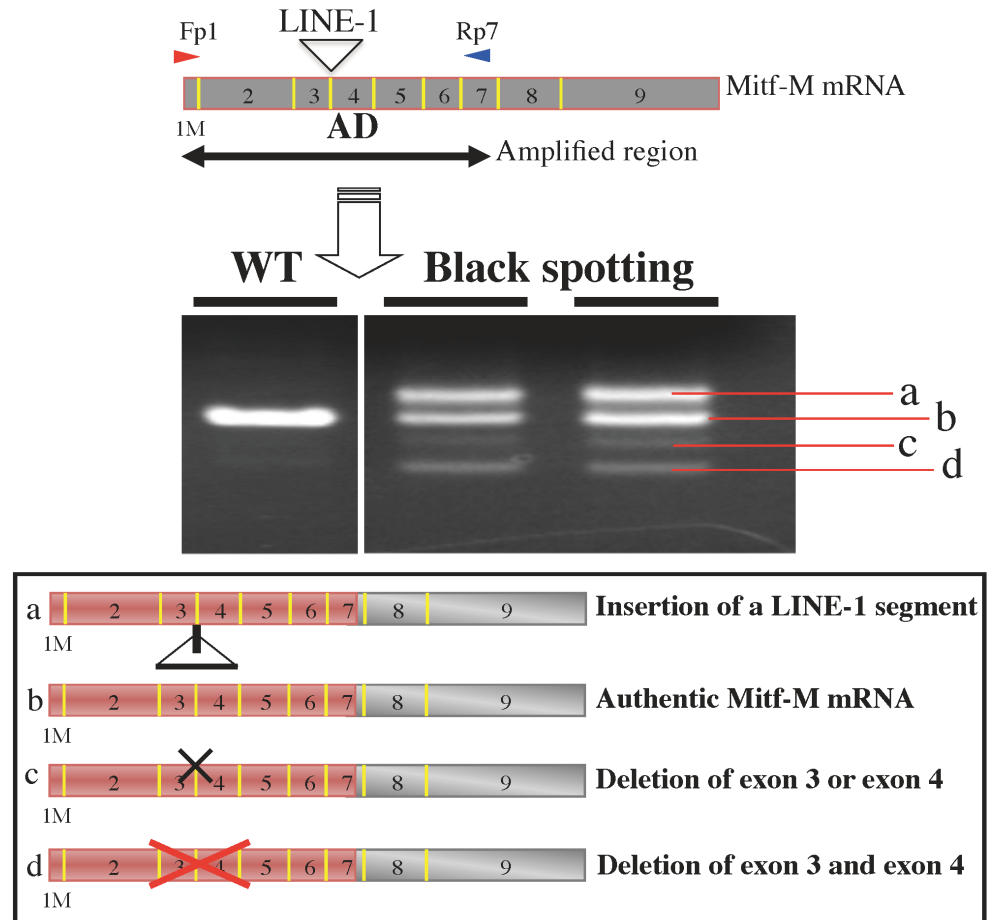 LINE-1
Fp1 Rp7
2 3 4 5 6 7 8 9 Mitf-M mRNA
1M AD
Amplified region
WT Black spotting
a
b
c
d
a 2 3 4 5 6 7 8 9 Insertion of a LINE-1 segment
1M
b 2 3 4 5 6 7 8 9 Authentic Mitf-M mRNA
1M
c 2 3 4 5 6 7 8 9 Deletion of exon 3 or exon 4
1M
d 2 3 4 5 6 7 8 9 Deletion of exon 3 and exon 4
1M